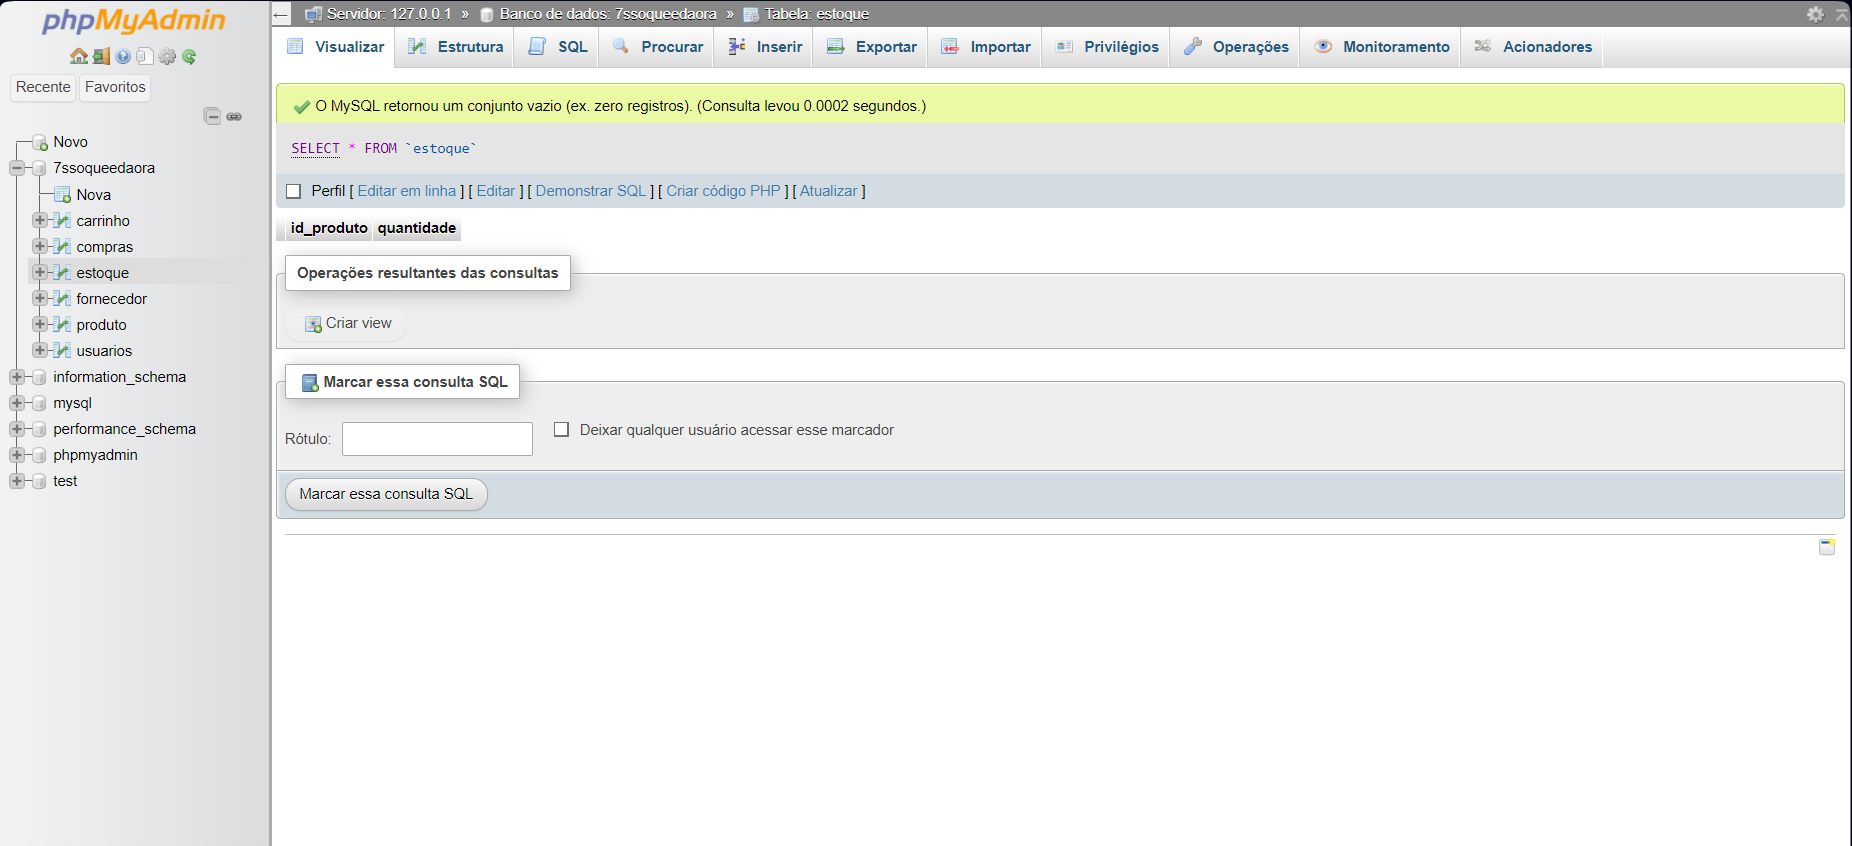 phpMyAdmin
Recente Favoritos
Novo
7ssoqueedaora
Nova
carrinho
compras
estoque
fornecedor
produto
usuarios
information_schema
mysql
performance_schema
phpmyadmin
test
Servidor: 127.0.0.1 » Banco de dados: 7ssoqueedaora » Tabela: estoque
Visualizar Estrutura SQL Procurar Inserir Exportar Importar Privilégios Operações Monitoramento Acionadores
O MySQL retornou um conjunto vazio (ex. zero registros). (Consulta levou 0.0002 segundos.)
SELECT * FROM `estoque`
Perfil [ Editar em linha ] [ Editar ] [ Demonstrar SQL ] [ Criar código PHP ] [ Atualizar ]
id_produto quantidade
Operações resultantes das consultas
Criar view
Marcar essa consulta SQL
Rótulo: Deixar qualquer usuário acessar esse marcador
Marcar essa consulta SQL